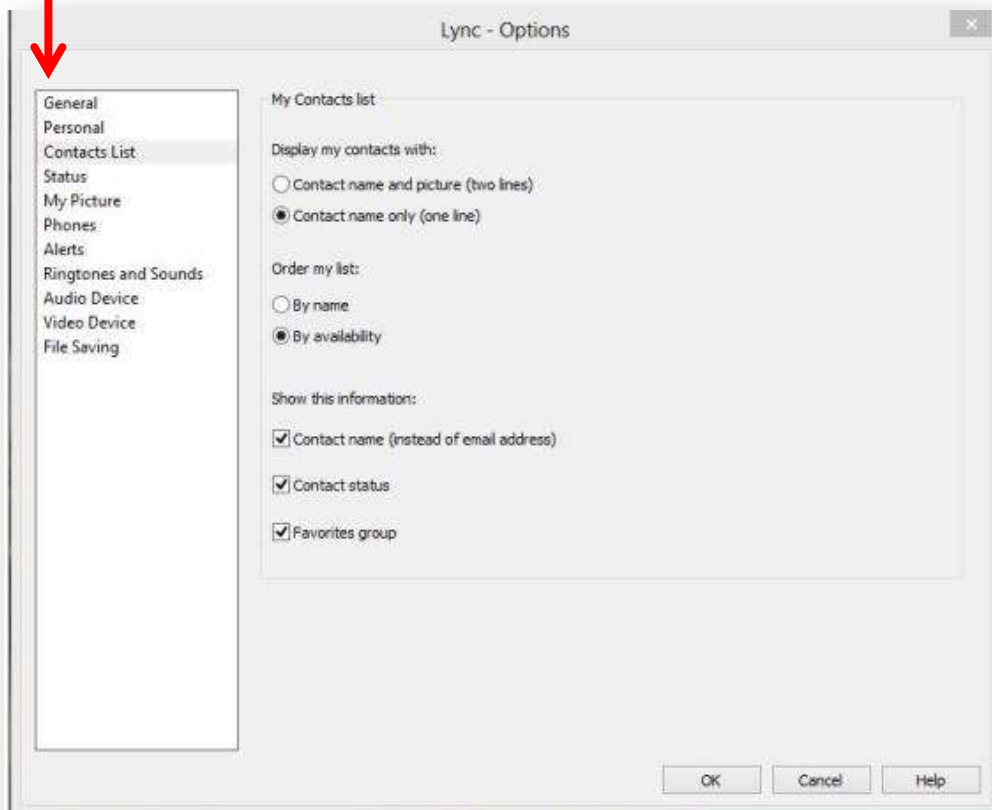 Lync - Options
General
Personal
Contacts List
Status
My Picture
Phones
Alerts
Ringtones and Sounds
Audio Device
Video Device
File Saving
My Contacts list
Display my contacts with:
Contact name and picture (two lines)
Contact name only (one line)
Order my list:
By name
By availability
Show this information:
Contact name (instead of email address)
Contact status
Favorites group
OK
Cancel
Help